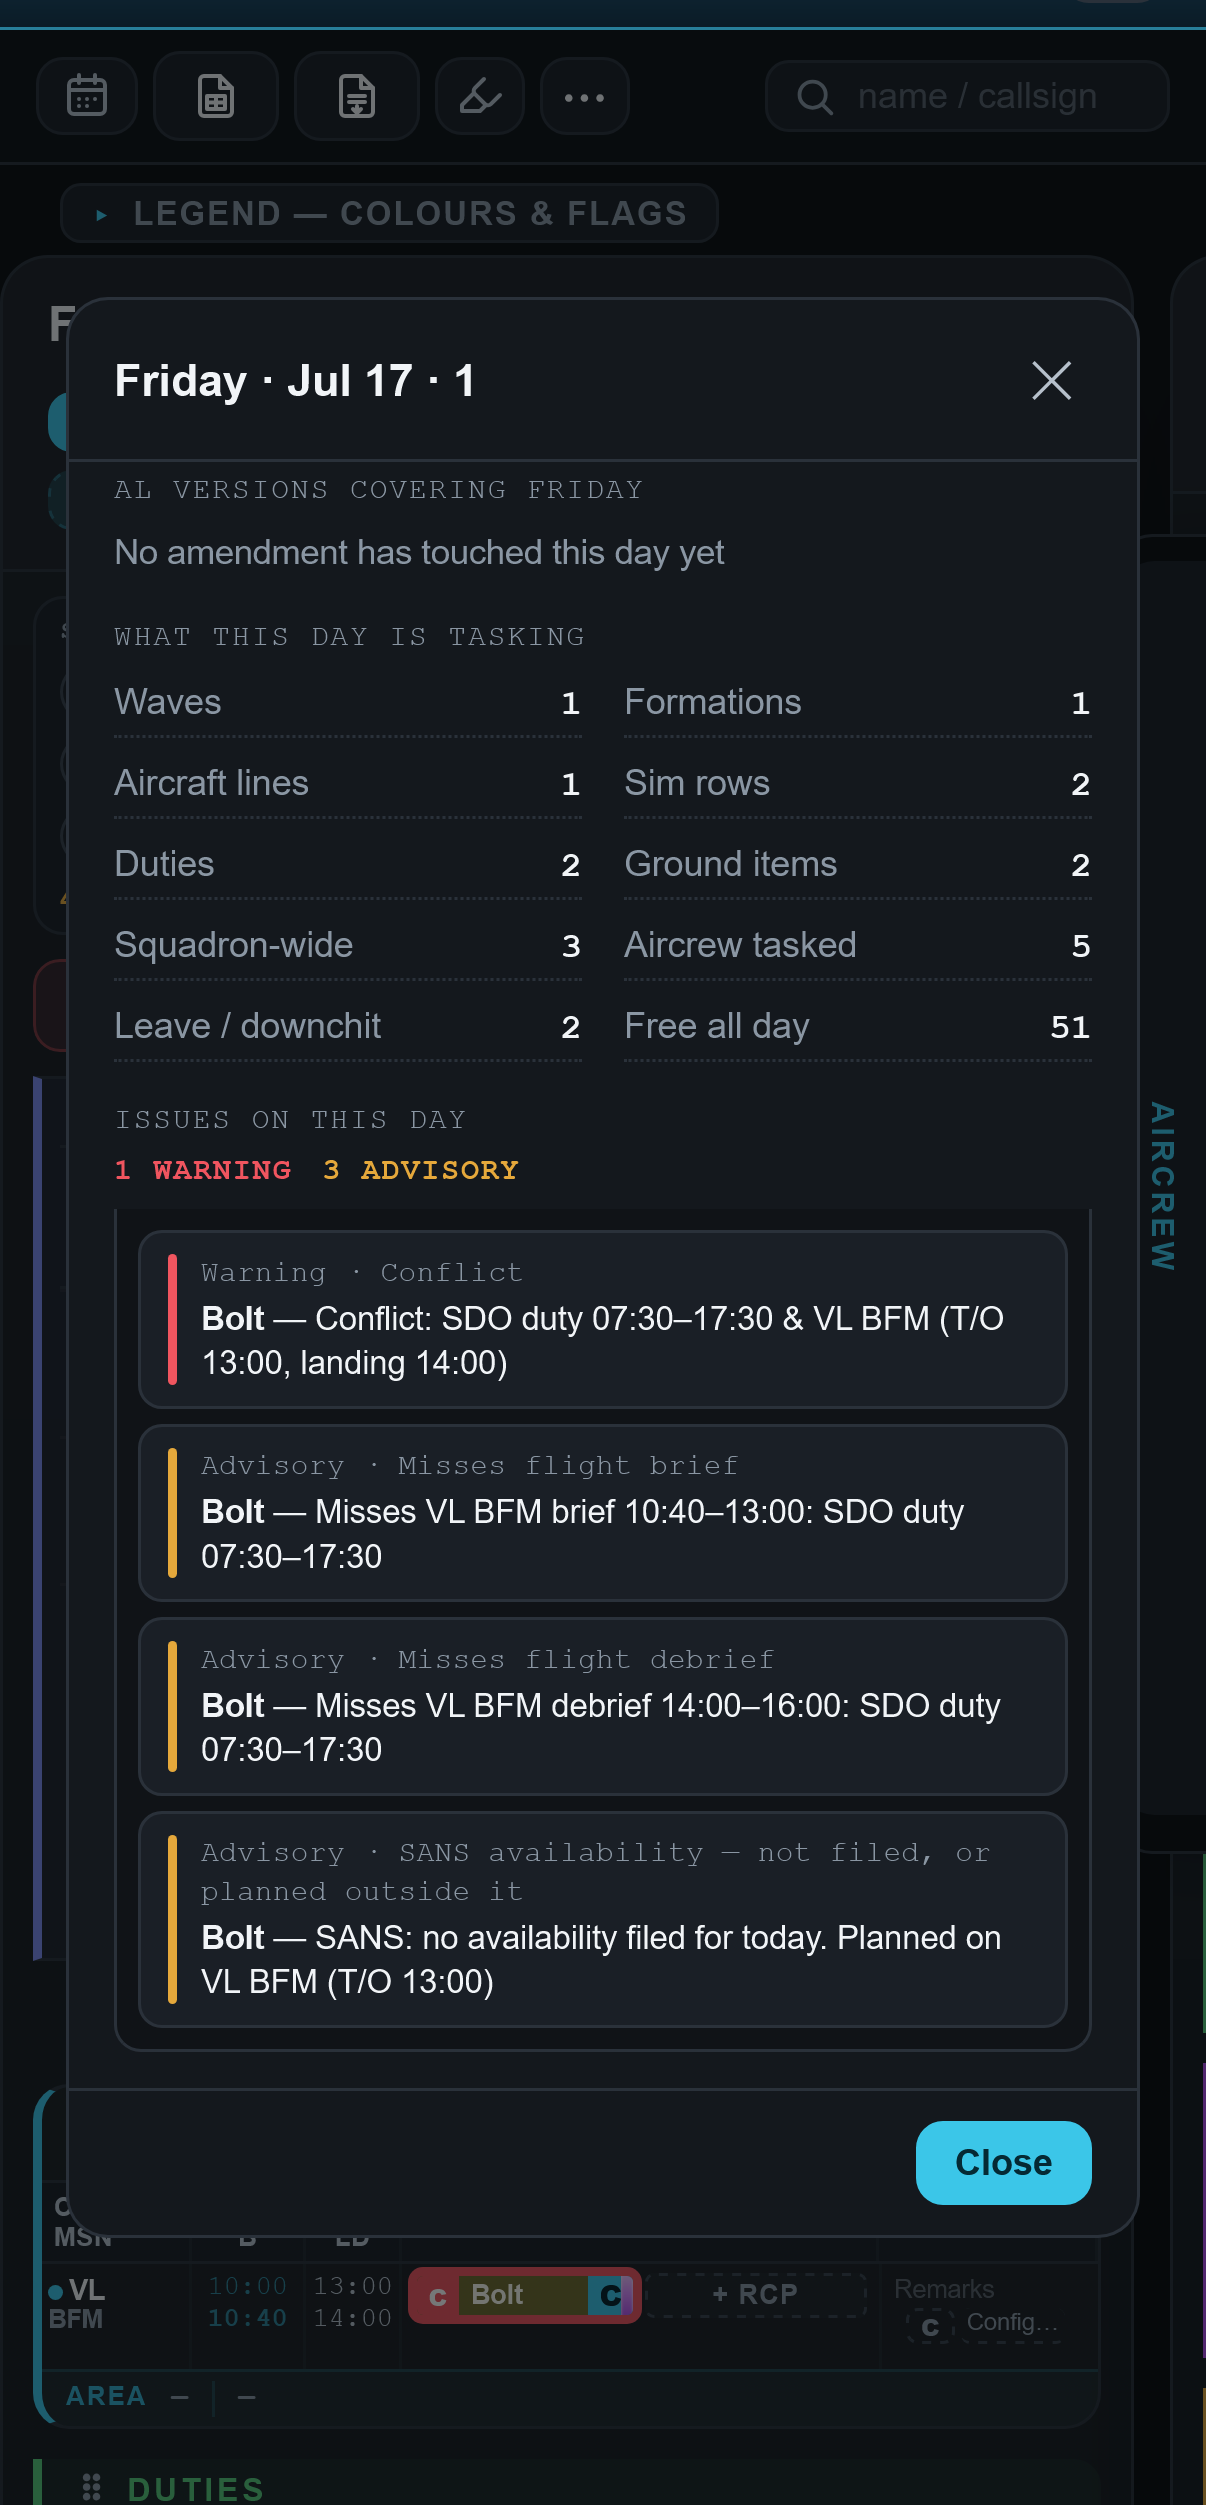 name / callsign
LEGEND — COLOURS & FLAGS
Friday · Jul 17 · 1
AL VERSIONS COVERING FRIDAY
No amendment has touched this day yet
WHAT THIS DAY IS TASKING
Waves 1 Formations 1
Aircraft lines 1 Sim rows 2
Duties 2 Ground items 2
Squadron-wide 3 Aircrew tasked 5
Leave / downchit 2 Free all day 51
ISSUES ON THIS DAY
1 WARNING 3 ADVISORY
AIRCREW
Warning · Conflict
Bolt — Conflict: SDO duty 07:30–17:30 & VL BFM (T/O
13:00, landing 14:00)
Advisory · Misses flight brief
Bolt — Misses VL BFM brief 10:40–13:00: SDO duty
07:30–17:30
Advisory · Misses flight debrief
Bolt — Misses VL BFM debrief 14:00–16:00: SDO duty
07:30–17:30
Advisory · SANS availability — not filed, or
planned outside it
Bolt — SANS: no availability filed for today. Planned on
VL BFM (T/O 13:00)
Close
MSN
VL 10:00 13:00 C Bolt C + RCP Remarks
BFM 10:40 14:00 C Config…
AREA — —
DUTIES